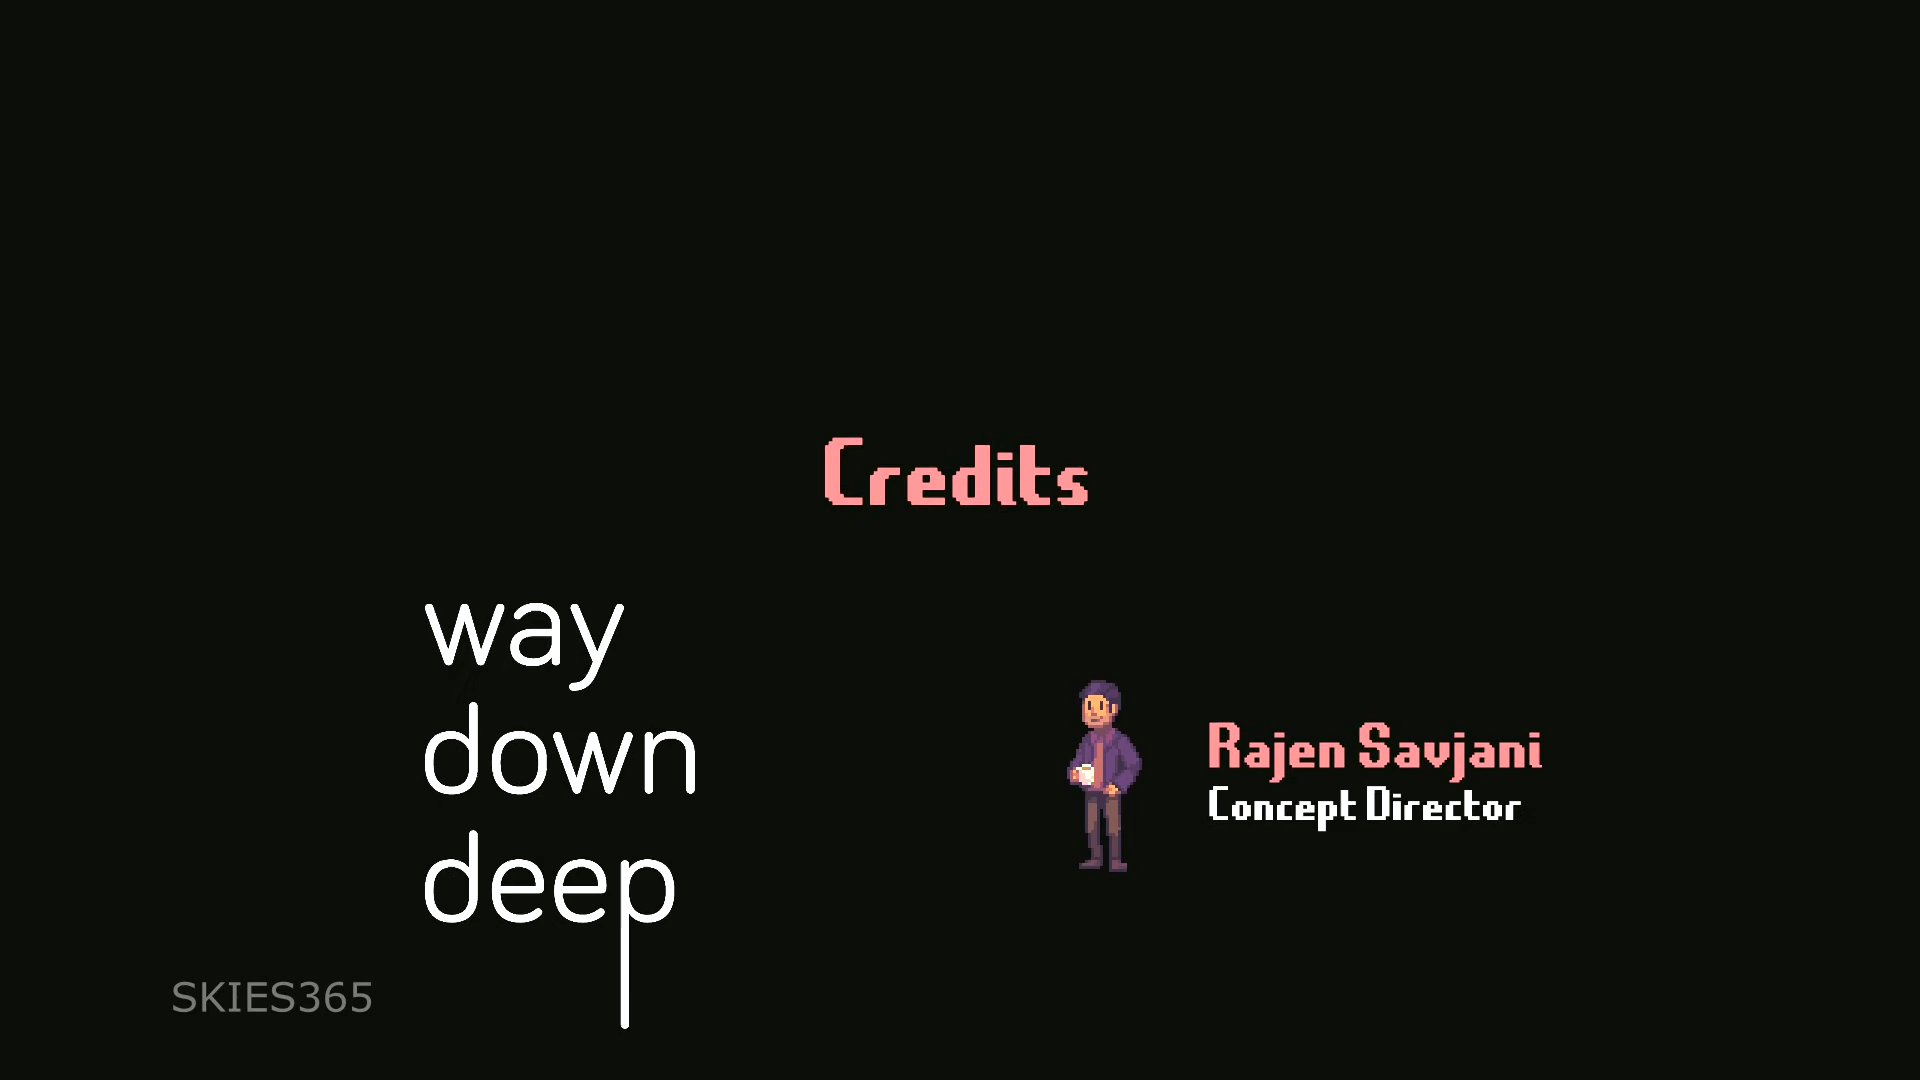 Credits
way
down
deep
Rajen Savjani
Concept Director
SKIES365